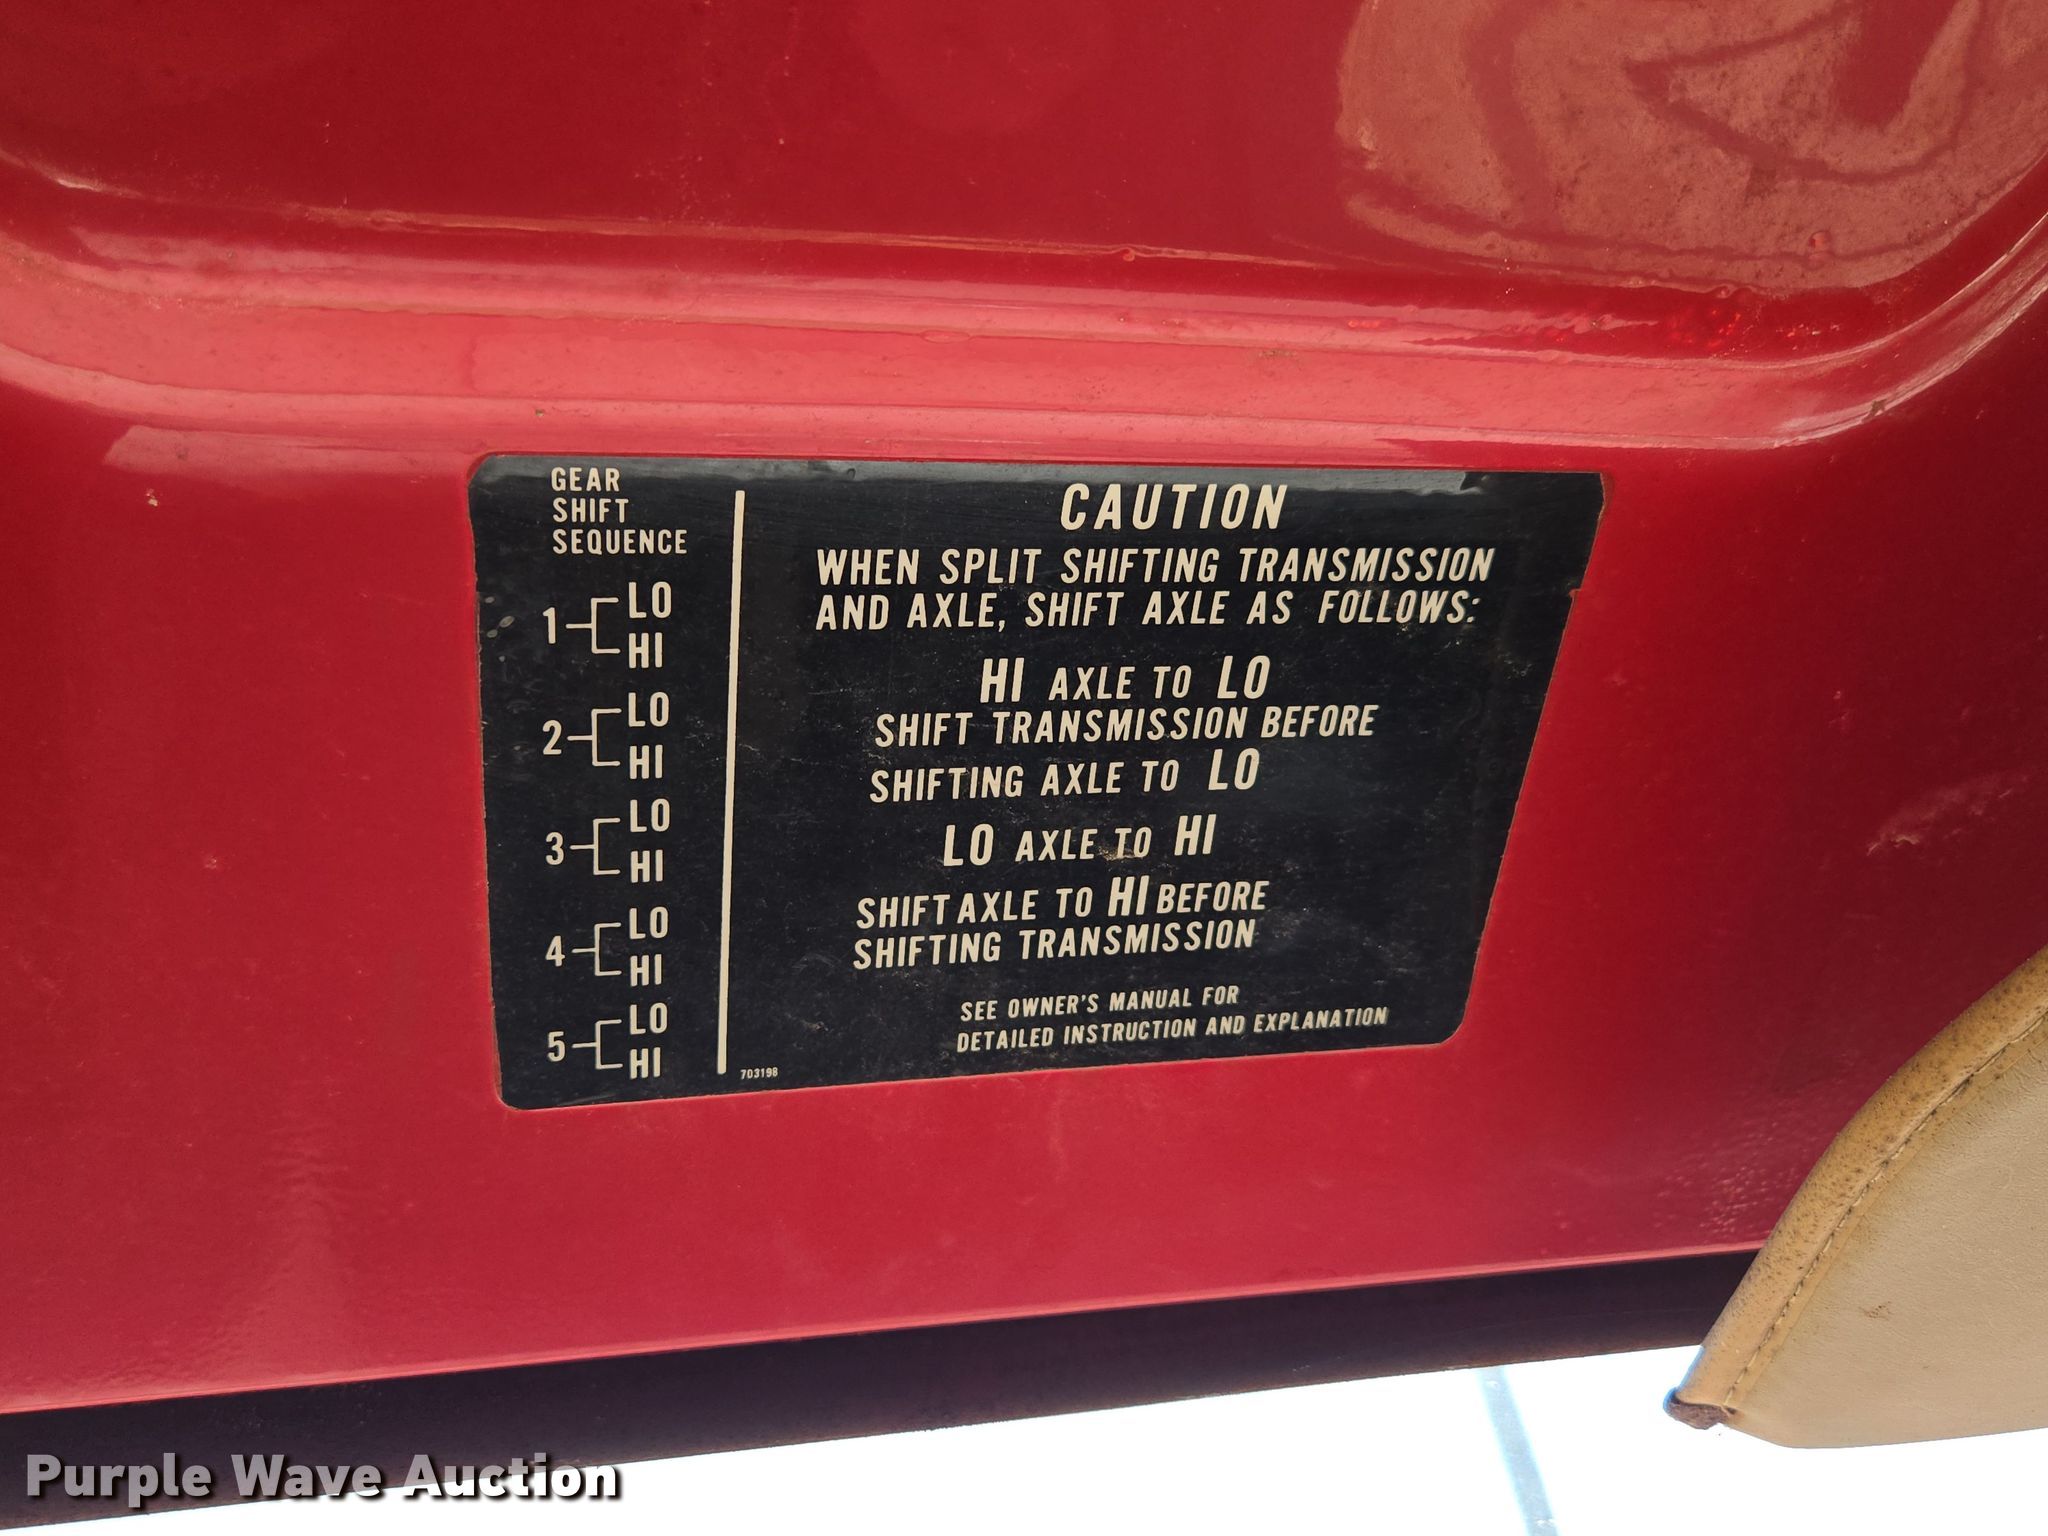 GEAR
SHIFT
SEQUENCE
1 LO
HI
2 LO
HI
3 LO
HI
4 LO
HI
5 LO
HI
CAUTION
WHEN SPLIT SHIFTING TRANSMISSION
AND AXLE, SHIFT AXLE AS FOLLOWS:
HI AXLE TO LO
SHIFT TRANSMISSION BEFORE
SHIFTING AXLE TO LO
LO AXLE TO HI
SHIFT AXLE TO HI BEFORE
SHIFTING TRANSMISSION
SEE OWNER'S MANUAL FOR
DETAILED INSTRUCTION AND EXPLANATION
703198
Purple Wave Auction